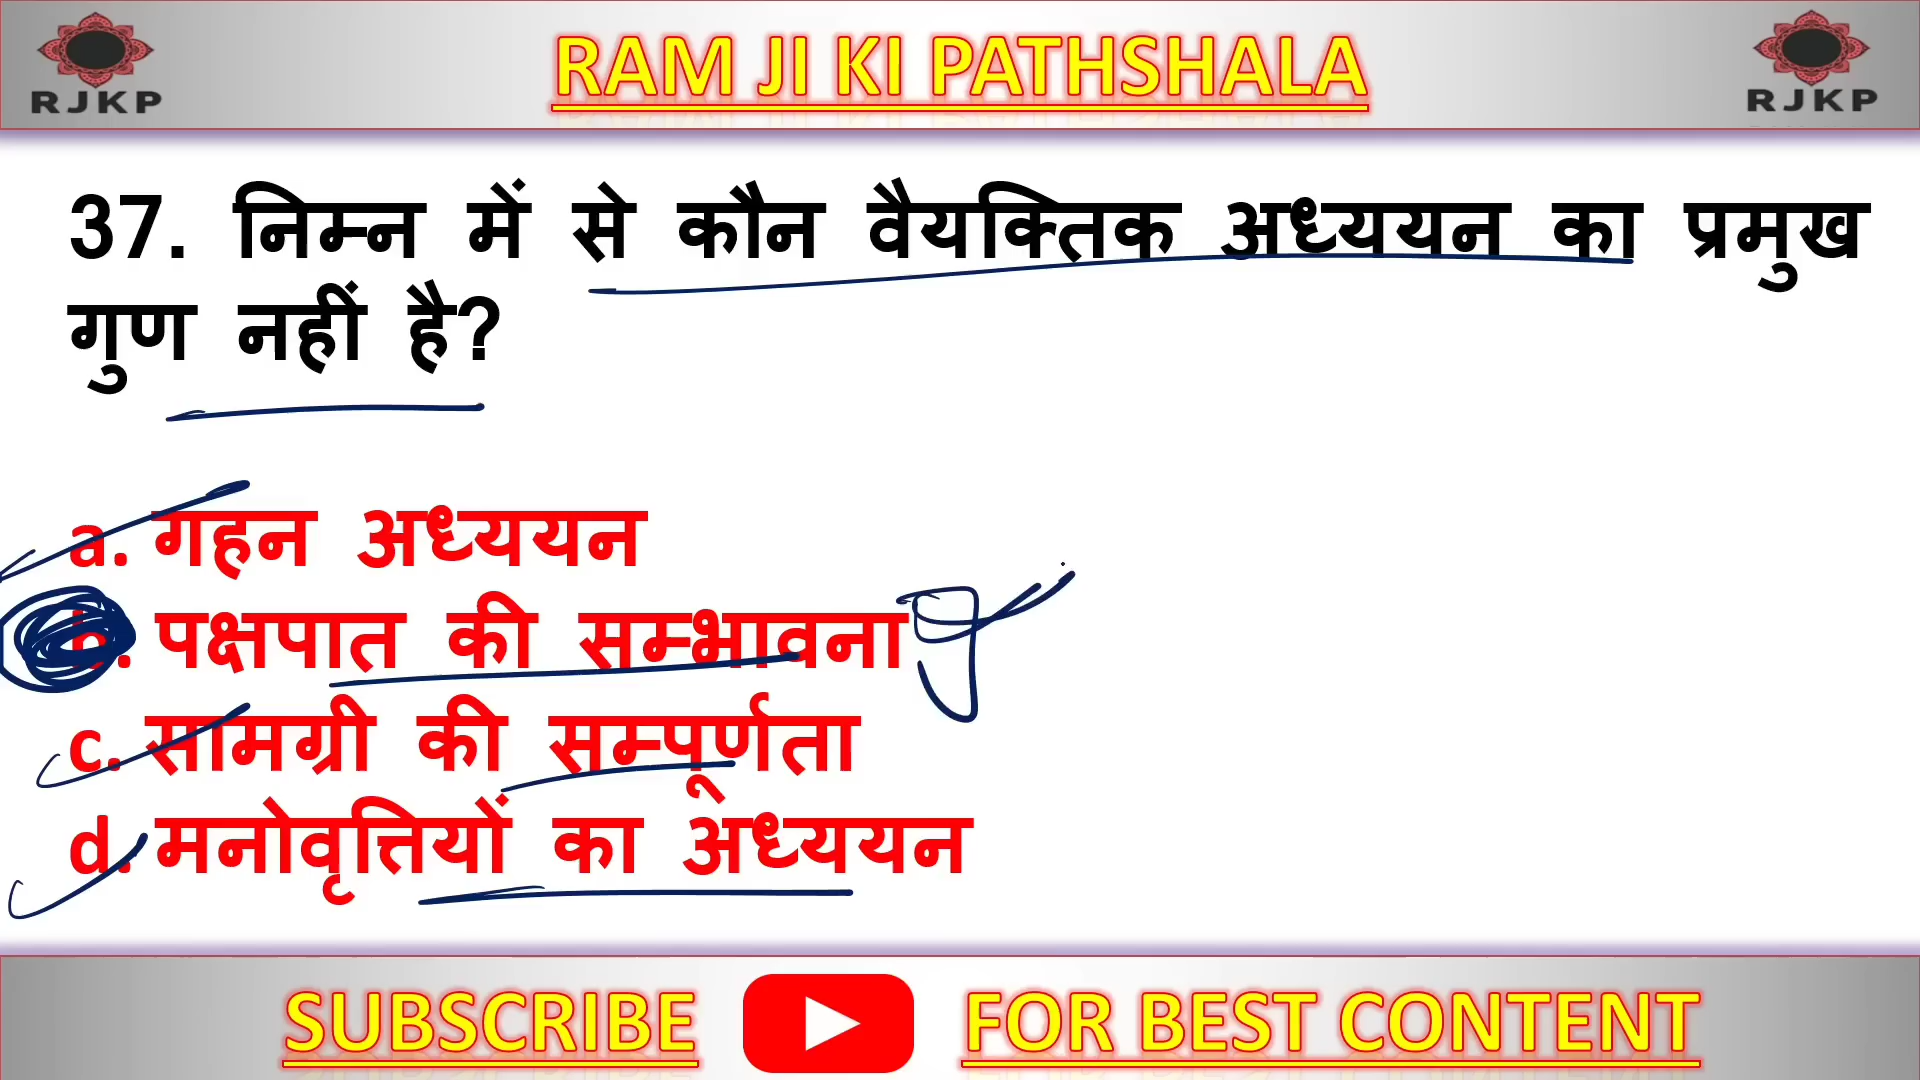 RJKP
RAM JI KI PATHSHALA
RJKP
37. निम्न में से कौन वैयक्तिक अध्ययन का प्रमुख
गुण नहीं है?
a. गहन अध्ययन
b. पक्षपात की सम्भावना
c. सामग्री की सम्पूर्णता
d. मनोवृत्तियों का अध्ययन
SUBSCRIBE FOR BEST CONTENT